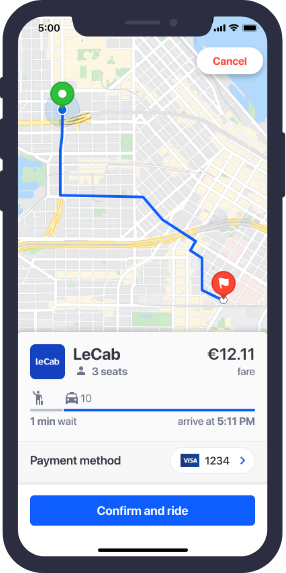 5:00
Cancel
leCab
LeCab
€12.11
3 seats
fare
10
1 min wait
arrive at 5:11 PM
Payment method
VISA
1234
Confirm and ride